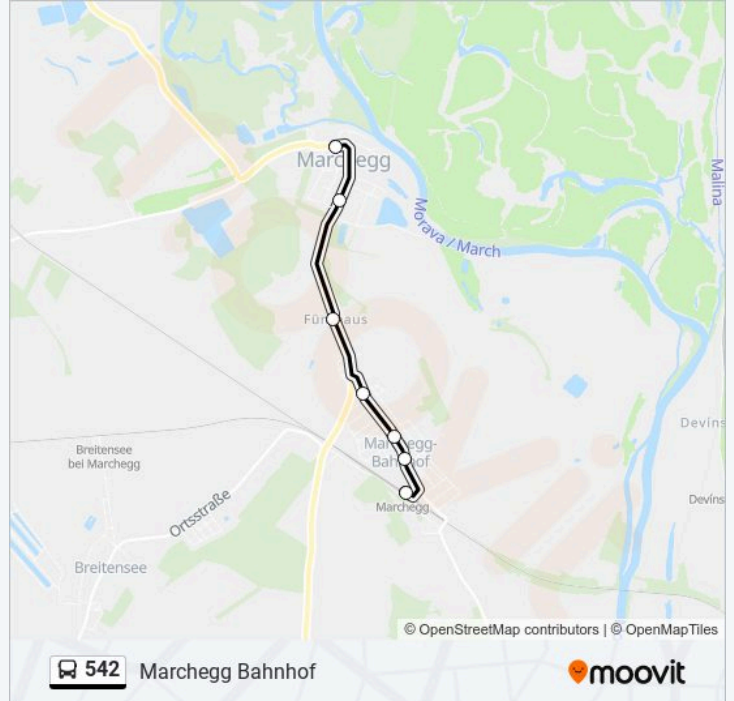 Marchegg
Malina
Morava / March
Fünfhaus
Devíns
Breitensee
bei Marchegg
Marchegg-
Bahnhof
Marchegg
Devíns
Ortsstraße
Breitensee
© OpenStreetMap contributors | © OpenMapTiles
542 Marchegg Bahnhof
moovit